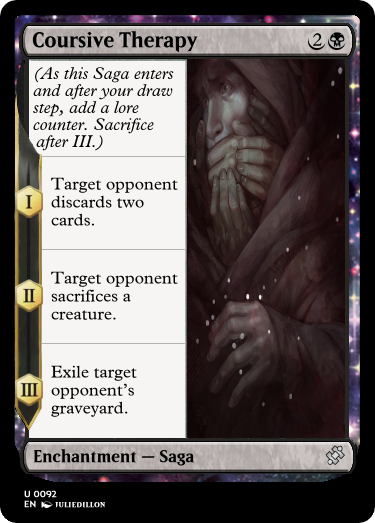 Coursive Therapy 2
(As this Saga enters
and after your draw
step, add a lore
counter. Sacrifice
after III.)
I
Target opponent
discards two
cards.
II
Target opponent
sacrifices a
creature.
III
Exile target
opponent's
graveyard.
Enchantment — Saga
U 0092
EN JULIEDILLON